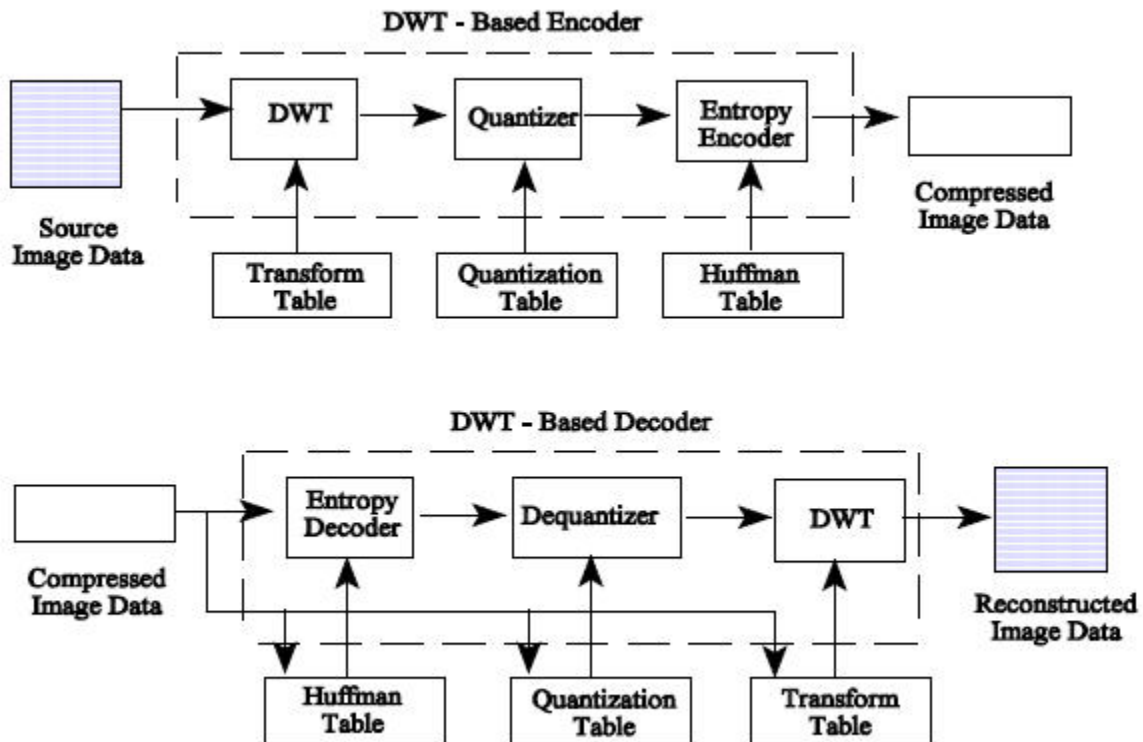 DWT - Based Encoder
DWT
Quantizer
Entropy
Encoder
Source
Image Data
Compressed
Image Data
Transform
Table
Quantization
Table
Huffman
Table
DWT - Based Decoder
Entropy
Decoder
Dequantizer
DWT
Compressed
Image Data
Reconstructed
Image Data
Huffman
Table
Quantization
Table
Transform
Table